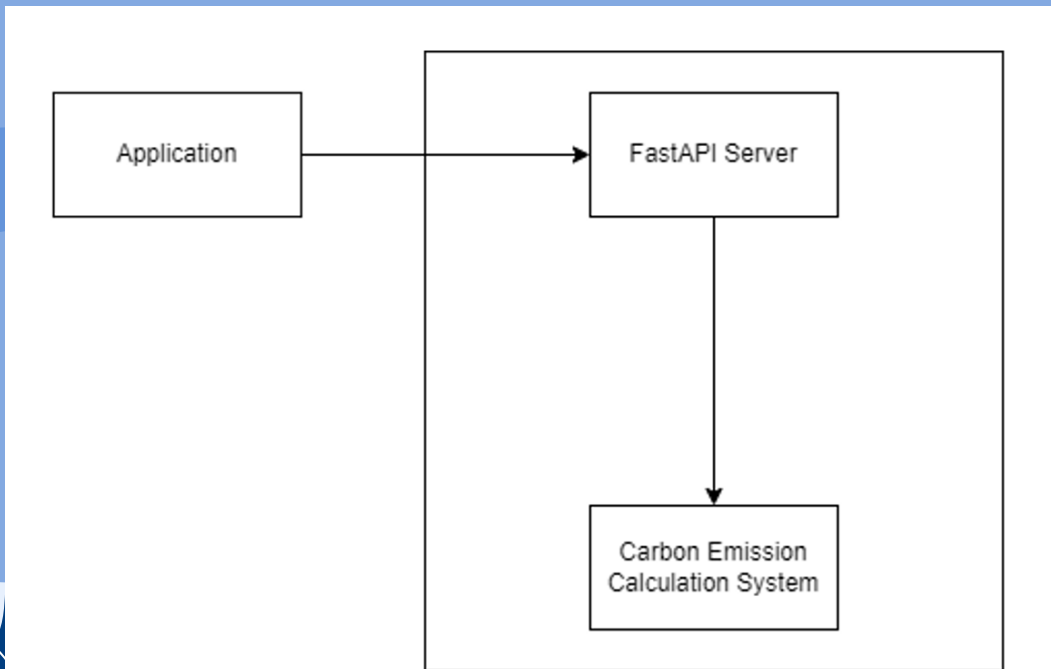 Application
FastAPI Server
Carbon Emission
Calculation System